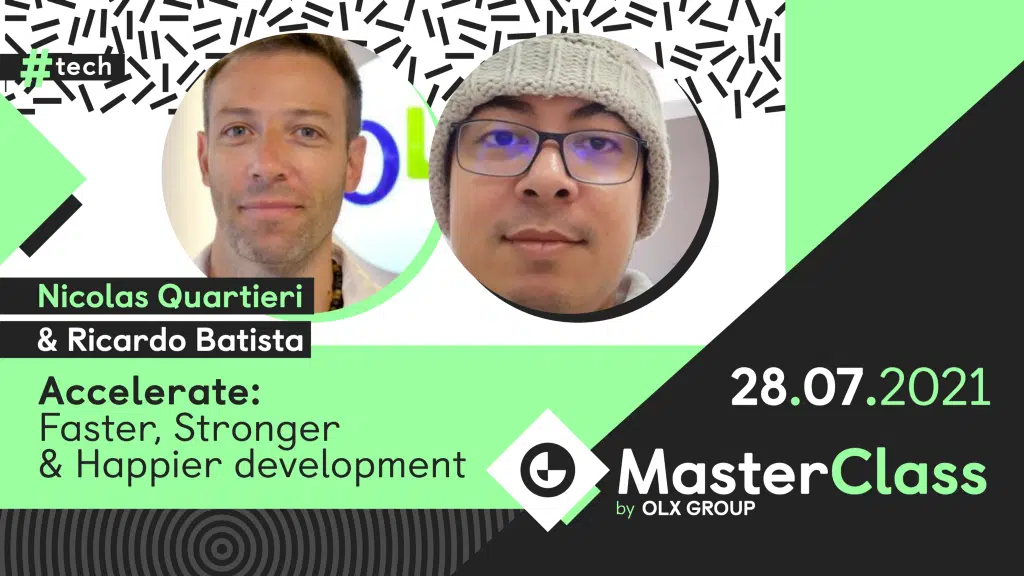 #tech
Nicolas Quartieri
& Ricardo Batista
Accelerate:
Faster, Stronger
& Happier development
28.07.2021
MasterClass
by OLX GROUP